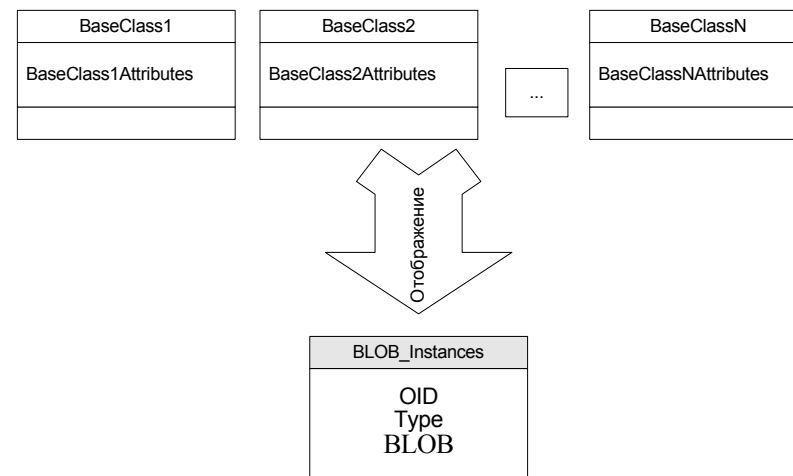 BaseClass1
BaseClass2
BaseClassN
BaseClass1Attributes
BaseClass2Attributes
...
BaseClassNAttributes
Отображение
BLOB_Instances
OID
Type
BLOB